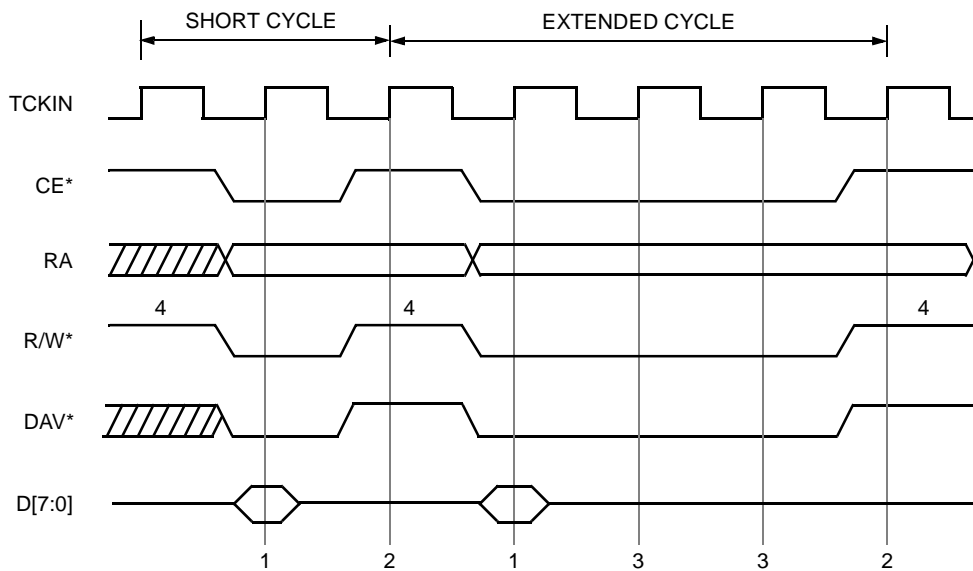 SHORT CYCLE EXTENDED CYCLE
TCKIN
CE*
RA
4 4 4
R/W*
DAV*
D[7:0]
1 2 1 3 3 2